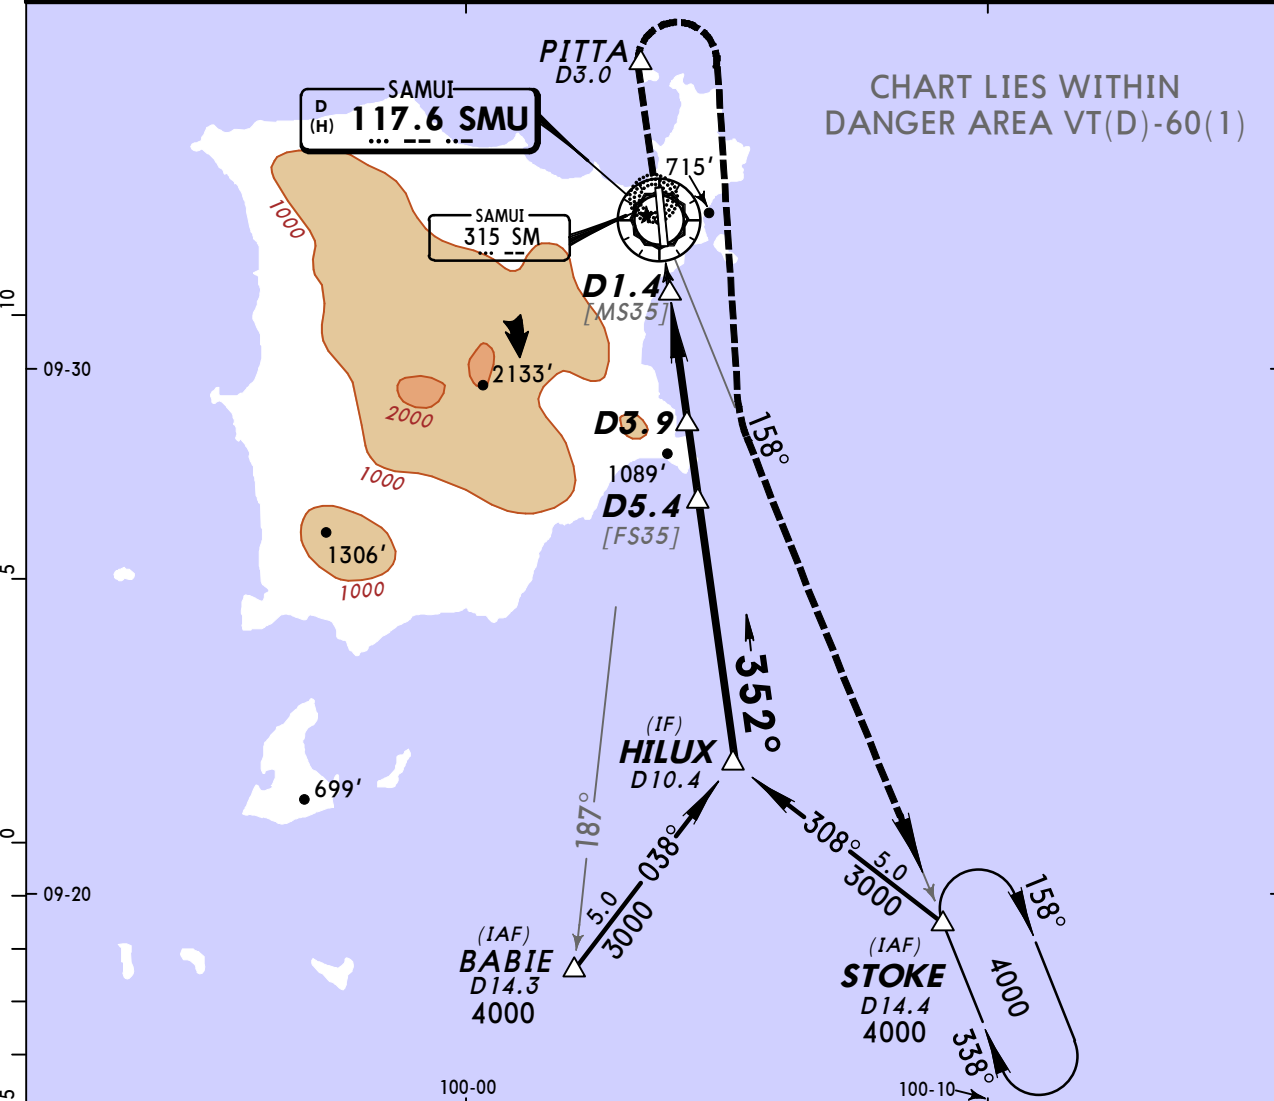 PITTA
D3.0
CHART LIES WITHIN
DANGER AREA VT(D)-60(1)
SAMUI
D
(H)
117.6 SMU
715'
1000
SAMUI
315 SM
D1.4
[MS35]
10
09-30
2133'
2000
D3.9
158°
1000
1089'
D5.4
[FS35]
1306'
1000
5
352°
(IF)
HILUX
D10.4
699'
187°
038°
5.0
3000
308°
5.0
3000
0
09-20
(IAF)
BABIE
D14.3
4000
(IAF)
STOKE
D14.4
4000
158°
4000
338°
100-00
100-10
5